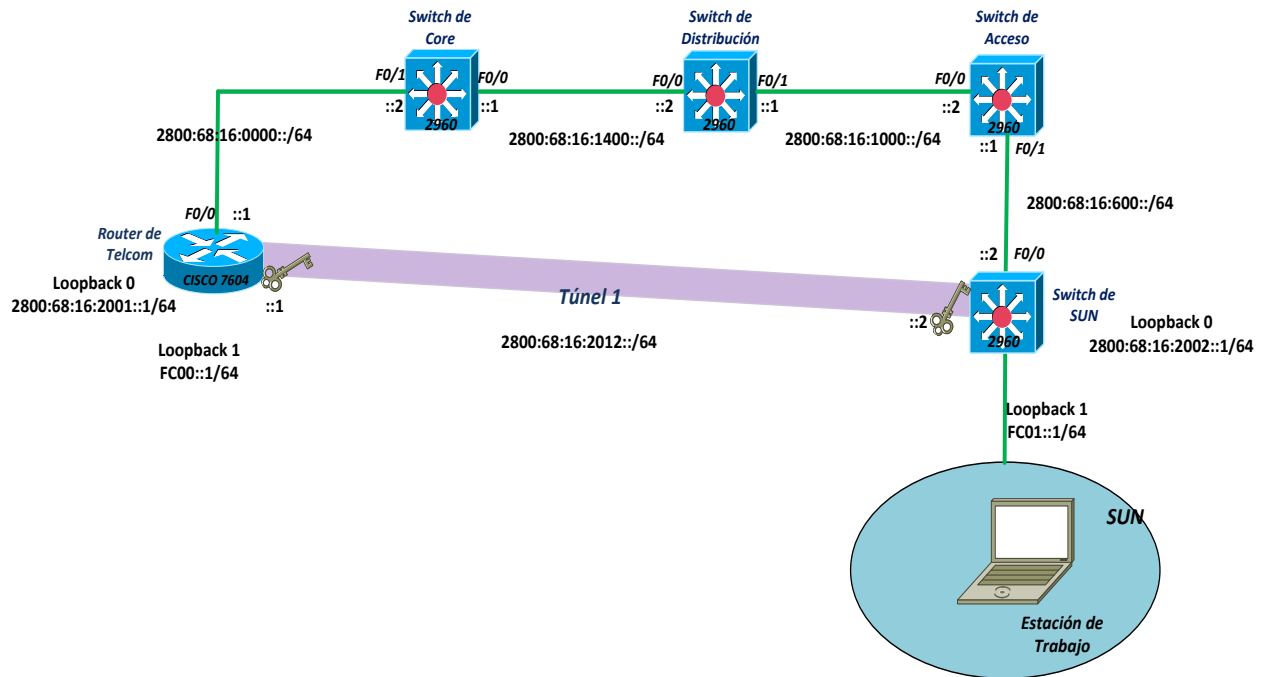 Switch de
Core
Switch de
Distribución
Switch de
Acceso
F0/1
F0/0
F0/0
F0/1
F0/0
::2
::1
::2
::1
::2
2960
2960
2960
2800:68:16:0000::/64
2800:68:16:1400::/64
2800:68:16:1000::/64
::1
F0/1
2800:68:16:600::/64
F0/0
::1
Router de
Telcom
::2
F0/0
CISCO 7604
Loopback 0
2800:68:16:2001::1/64
::1
Túnel 1
::2
Switch de
SUN
Loopback 0
2800:68:16:2002::1/64
2960
2800:68:16:2012::/64
Loopback 1
FC00::1/64
Loopback 1
FC01::1/64
SUN
Estación de
Trabajo